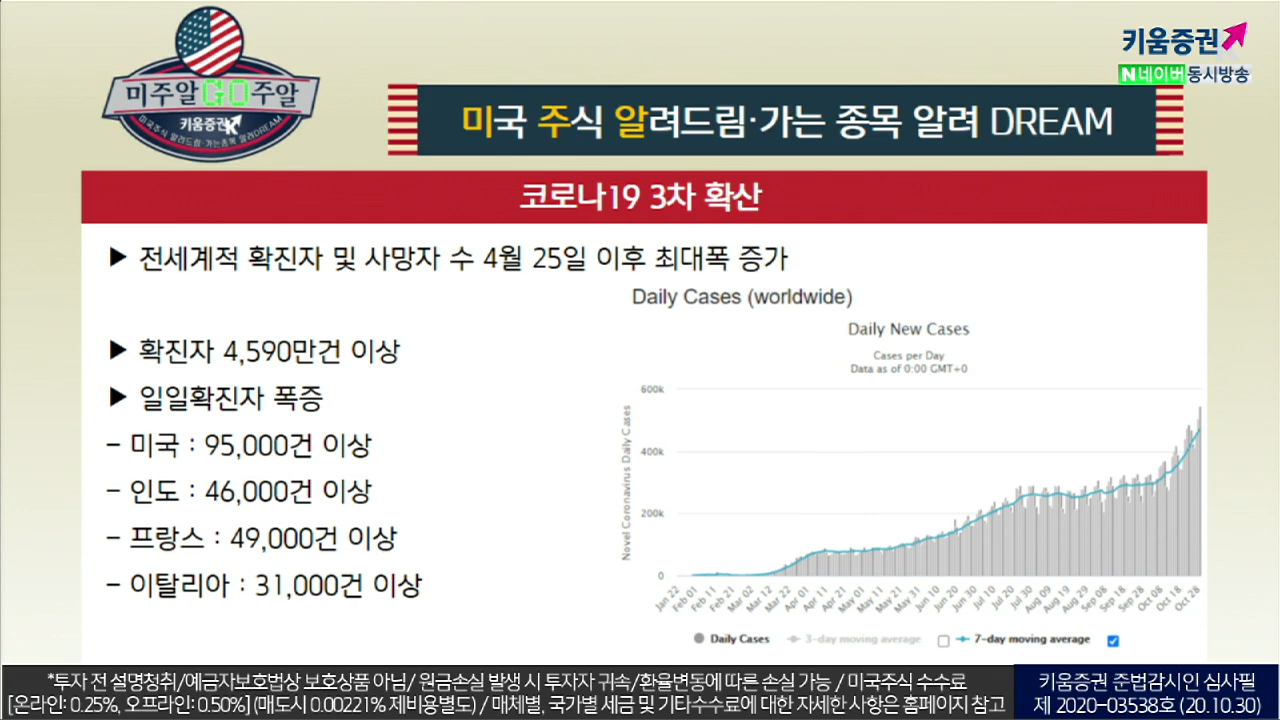 미주알GO주알
키움증권
미국주식 알려드림·가는종목 알려DREAM
키움증권
N 네이버 동시방송
미국 주식 알려드림·가는 종목 알려 DREAM
코로나19 3차 확산
▶ 전세계적 확진자 및 사망자 수 4월 25일 이후 최대폭 증가
▶ 확진자 4,590만건 이상
▶ 일일확진자 폭증
- 미국 : 95,000건 이상
- 인도 : 46,000건 이상
- 프랑스 : 49,000건 이상
- 이탈리아 : 31,000건 이상
Daily Cases (worldwide)
Daily New Cases
Cases per Day
Data as of 0:00 GMT+0
Novel Coronavirus Daily Cases
600k
400k
200k
0
Jan 22
Feb 01
Feb 11
Feb 21
Mar 02
Mar 12
Mar 22
Apr 01
Apr 11
Apr 21
May 01
May 11
May 21
May 31
Jun 10
Jun 20
Jun 30
Jul 10
Jul 20
Jul 30
Aug 09
Aug 19
Aug 29
Sep 08
Sep 18
Sep 28
Oct 08
Oct 18
Oct 28
Daily Cases
3-day moving average
7-day moving average
*투자 전 설명청취/예금자보호법상 보호상품 아님/ 원금손실 발생 시 투자자 귀속/환율변동에 따른 손실 가능 / 미국주식 수수료
[온라인: 0.25%, 오프라인: 0.50%] (매도시 0.00221% 제비용별도) / 매체별, 국가별 세금 및 기타수수료에 대한 자세한 사항은 홈페이지 참고
키움증권 준법감시인 심사필
제 2020-03538호 (20.10.30)